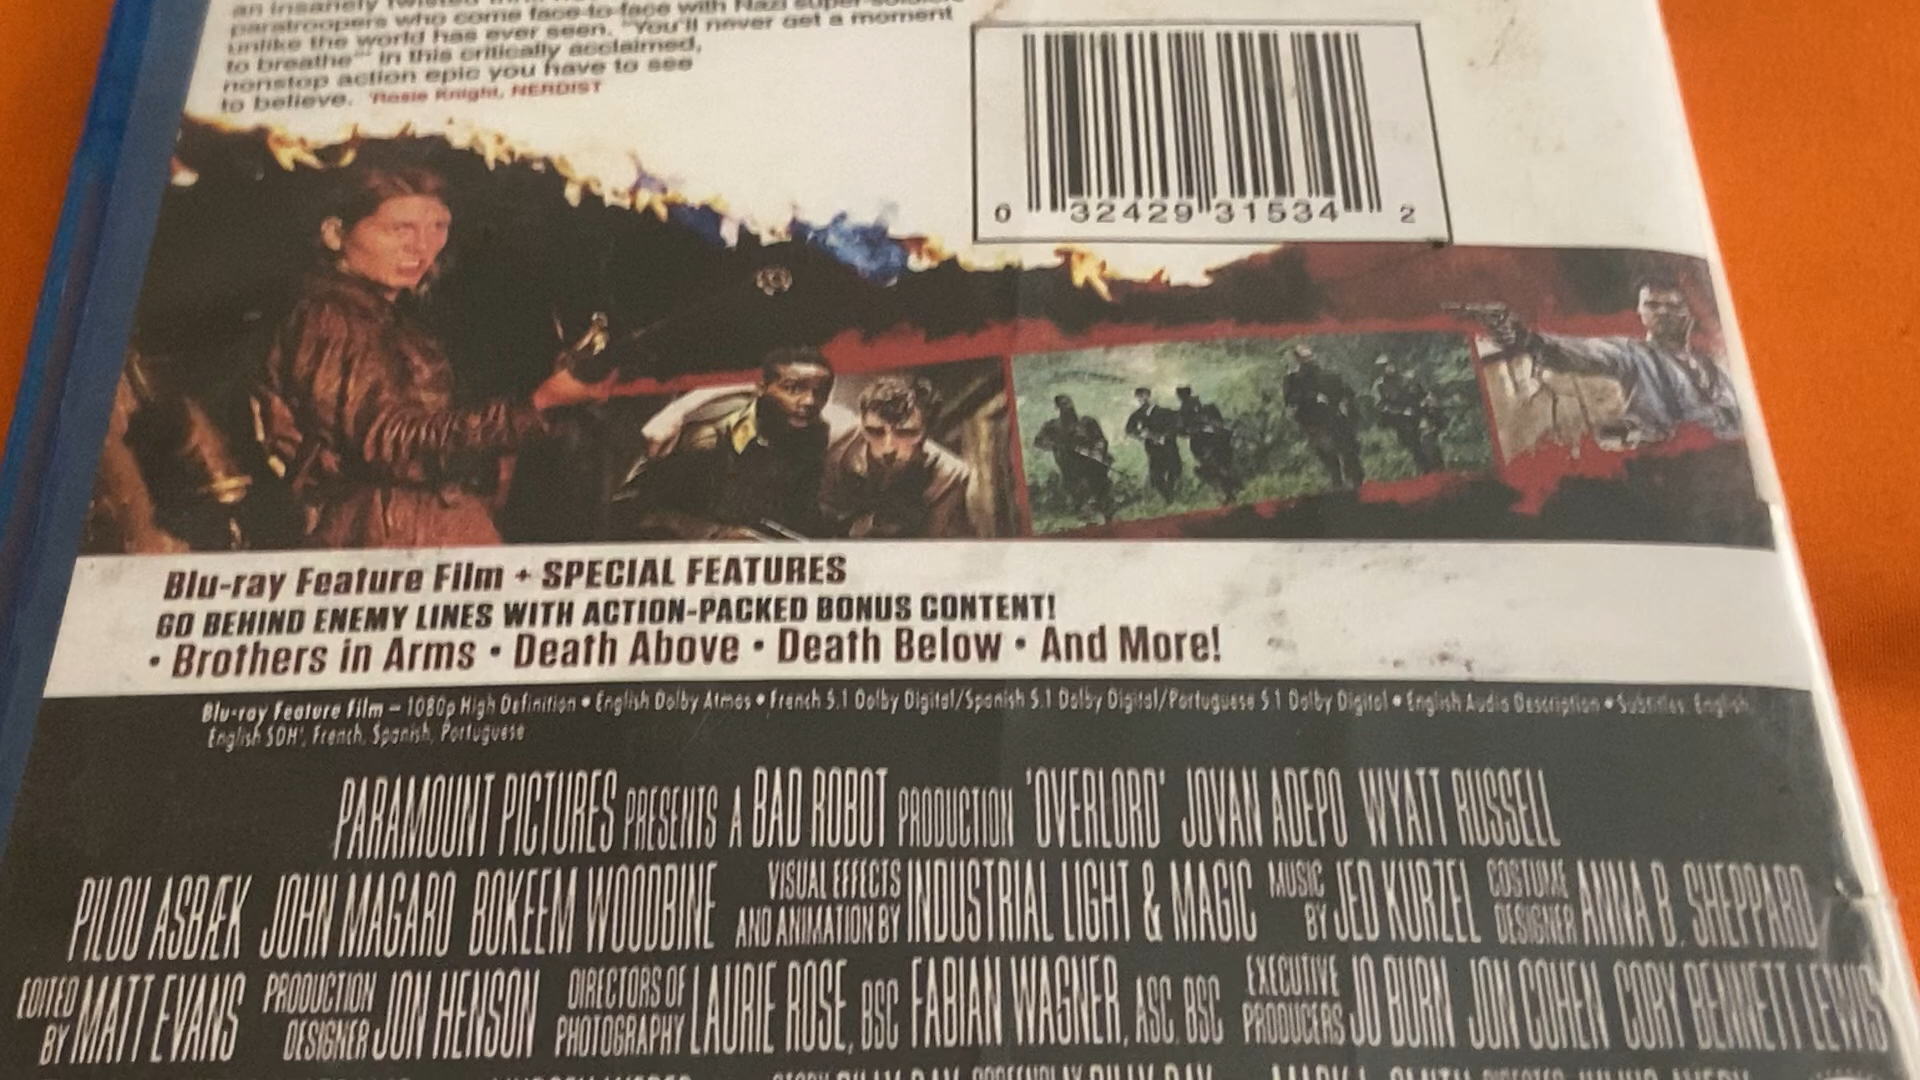 an insanely twisted
paratroopers who come face-to-face with Nazi super-soldiers
unlike the world has ever seen. "You'll never get a moment
to breathe" in this critically acclaimed,
nonstop action epic you have to see
to believe. Rosie Knight, NERDIST
0 32429 31534 2
Blu-ray Feature Film + SPECIAL FEATURES
GO BEHIND ENEMY LINES WITH ACTION-PACKED BONUS CONTENT!
• Brothers in Arms • Death Above • Death Below • And More!
Blu-ray Feature Film – 1080p High Definition • English Dolby Atmos • French 5.1 Dolby Digital/Spanish 5.1 Dolby Digital/Portuguese 5.1 Dolby Digital • English Audio Description • Subtitles: English,
English SDH, French, Spanish, Portuguese
PARAMOUNT PICTURES PRESENTS A BAD ROBOT PRODUCTION 'OVERLORD' JOVAN ADEPO WYATT RUSSELL
PILOU ASBÆK JOHN MAGARO BOKEEM WOODBINE VISUAL EFFECTS AND ANIMATION BY INDUSTRIAL LIGHT & MAGIC MUSIC BY JED KURZEL COSTUME DESIGNER ANNA B. SHEPPARD
EDITED BY MATT EVANS PRODUCTION DESIGNER JON HENSON DIRECTORS OF PHOTOGRAPHY LAURIE ROSE, BSC FABIAN WAGNER, ASC, BSC EXECUTIVE PRODUCERS JO BURN JON COHEN CORY BENNETT LEWIS